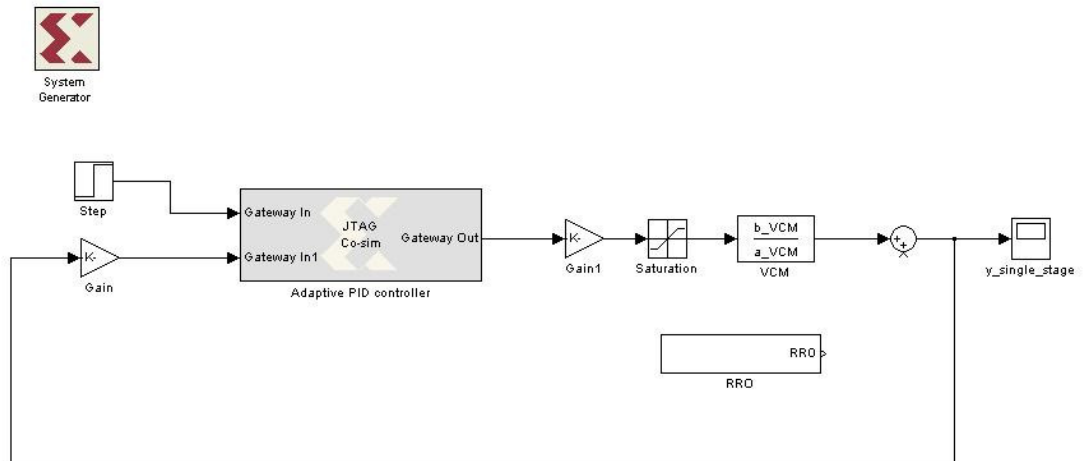 System
Generator
Step
Gateway In
JTAG
Co-sim
Gateway Out
Gateway In1
Adaptive PID controller
K-
Gain
K-
Gain1
Saturation
b_VCM
a_VCM
VCM
y_single_stage
RRO
RRO